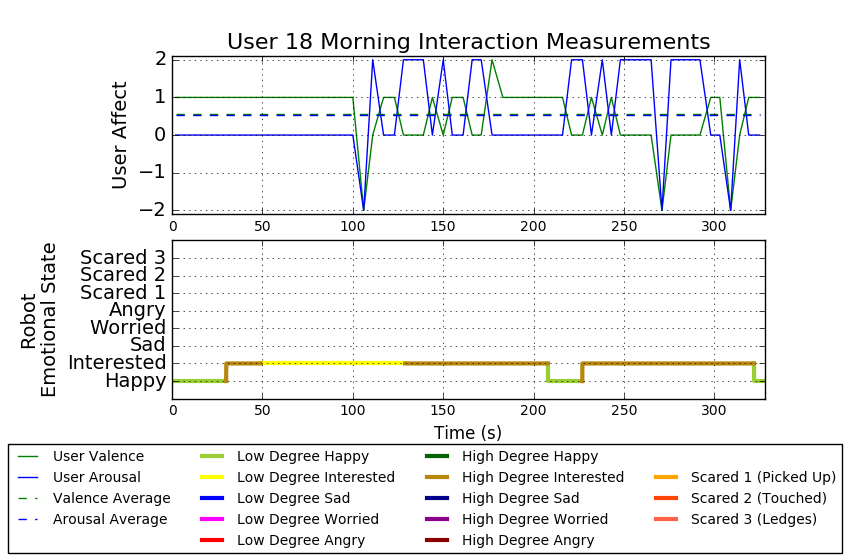 User 18 Morning Interaction Measurements
User Affect
2
1
0
−1
−2
0 50 100 150 200 250 300
Robot
Emotional State
Scared 3
Scared 2
Scared 1
Angry
Worried
Sad
Interested
Happy
0 50 100 150 200 250 300
Time (s)
User Valence
User Arousal
Valence Average
Arousal Average
Low Degree Happy
Low Degree Interested
Low Degree Sad
Low Degree Worried
Low Degree Angry
High Degree Happy
High Degree Interested
High Degree Sad
High Degree Worried
High Degree Angry
Scared 1 (Picked Up)
Scared 2 (Touched)
Scared 3 (Ledges)